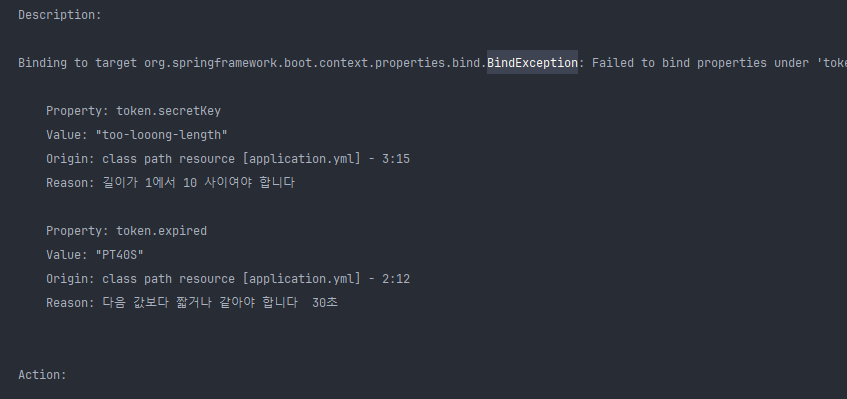 Description:
Binding to target org.springframework.boot.context.properties.bind.BindException: Failed to bind properties under 'toke
Property: token.secretKey
Value: "too-looong-length"
Origin: class path resource [application.yml] - 3:15
Reason: 길이가 1에서 10 사이여야 합니다
Property: token.expired
Value: "PT40S"
Origin: class path resource [application.yml] - 2:12
Reason: 다음 값보다 짧거나 같아야 합니다  30초
Action: